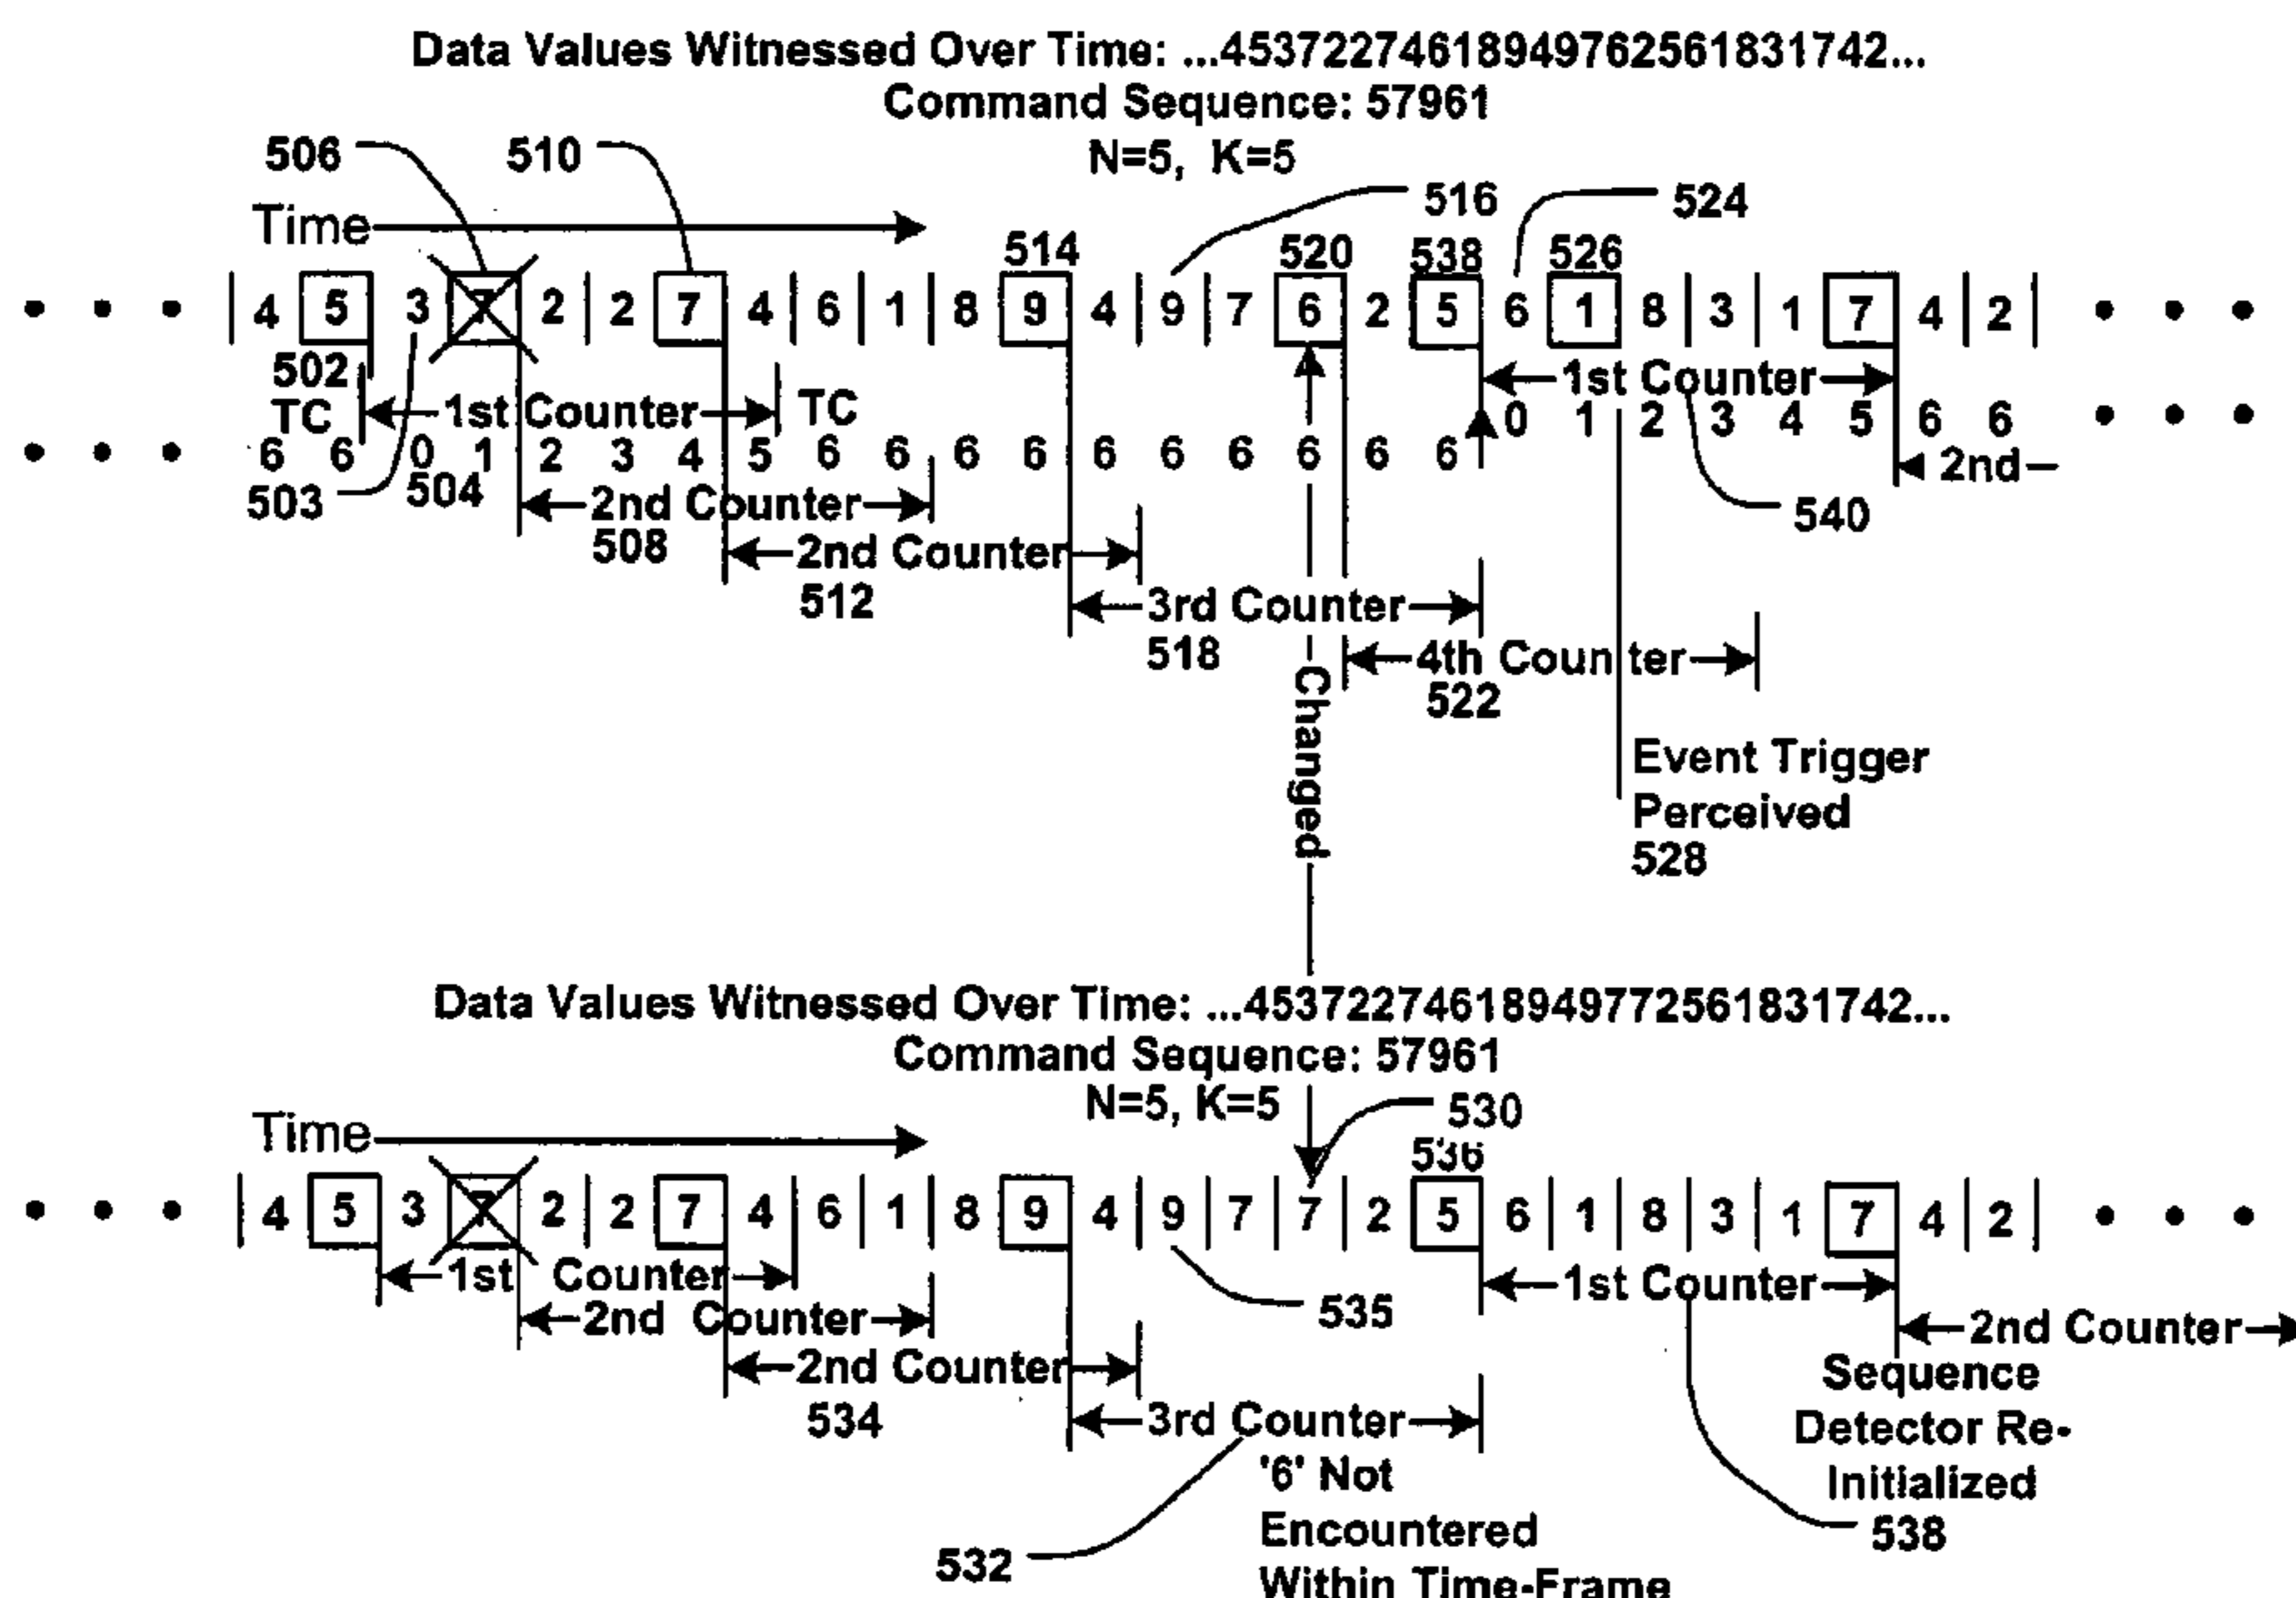 Data Values Witnessed Over Time: ...45372274618949762561831742...
Command Sequence: 57961
N=5, K=5
506 510 516 524
Time
514 520 538 526
4 5 3 7 2 2 7 4 6 1 8 9 4 9 7 6 2 5 6 1 8 3 1 7 4 2
502
1st Counter
TC 1st Counter TC
0 1 2 3 4 5 6 6
6 6 0 1 2 3 4 5 6 6 6 6 6 6 6 6 6 6
2nd
503 504 2nd Counter
540
508 2nd Counter
512 3rd Counter
518 4th Counter
522
Changed
Event Trigger
Perceived
528
Data Values Witnessed Over Time: ...45372274618949772561831742...
Command Sequence: 57961
N=5, K=5
530
Time
536
4 5 3 7 2 2 7 4 6 1 8 9 4 9 7 7 2 5 6 1 8 3 1 7 4 2
1st Counter
1st Counter
2nd Counter
535
2nd Counter
2nd Counter
534
Sequence
Detector Re-
Initialized
538
3rd Counter
532
'6' Not
Encountered
Within Time-Frame